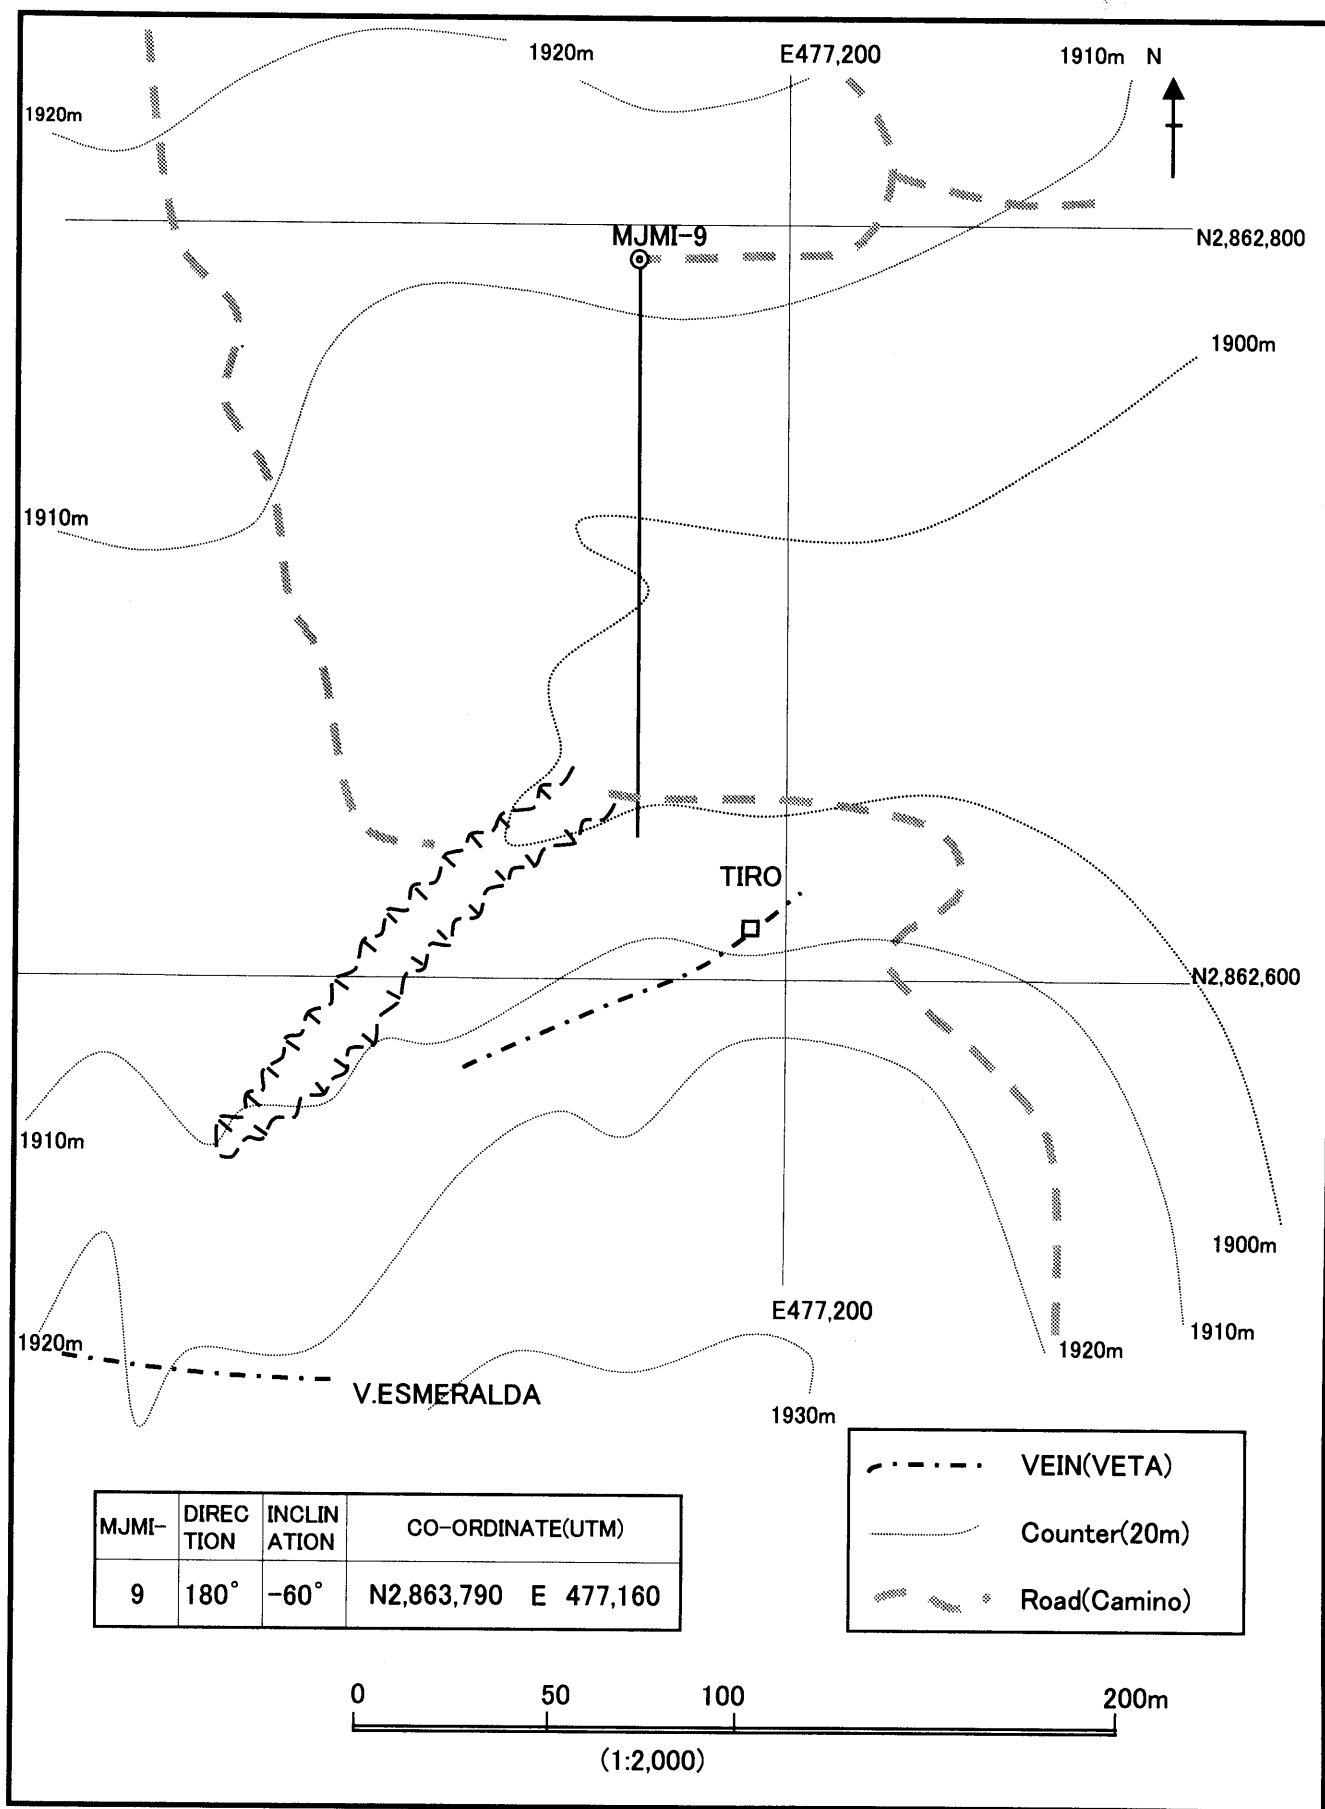 1920m
E477,200
1910m N
1920m
N2,862,800
MJMI-9
1900m
1910m
TIRO
N2,862,600
1910m
1900m
E477,200
1910m
1920m
1920m
V.ESMERALDA
1930m
VEIN(VETA)
Counter(20m)
Road(Camino)
MJMI-
DIREC
TION
INCLIN
ATION
CO-ORDINATE(UTM)
9
180°
-60°
N2,863,790 E 477,160
0 50 100 200m
(1:2,000)